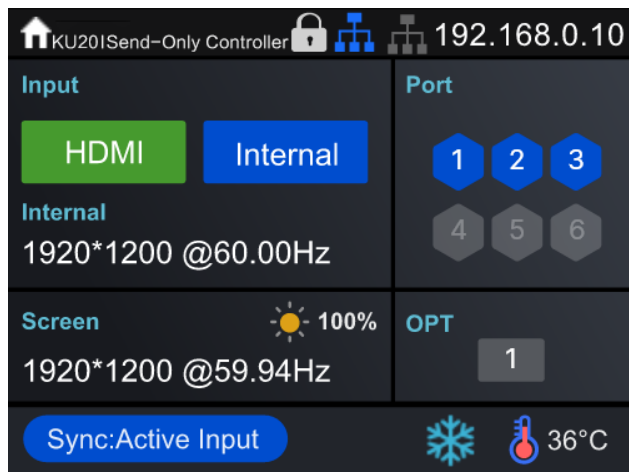 KU20ISend-Only Controller 192.168.0.10
Input
HDMI Internal
Internal
1920*1200 @60.00Hz
Port
1 2 3
4 5 6
Screen 100%
1920*1200 @59.94Hz
OPT
1
Sync:Active Input 36°C